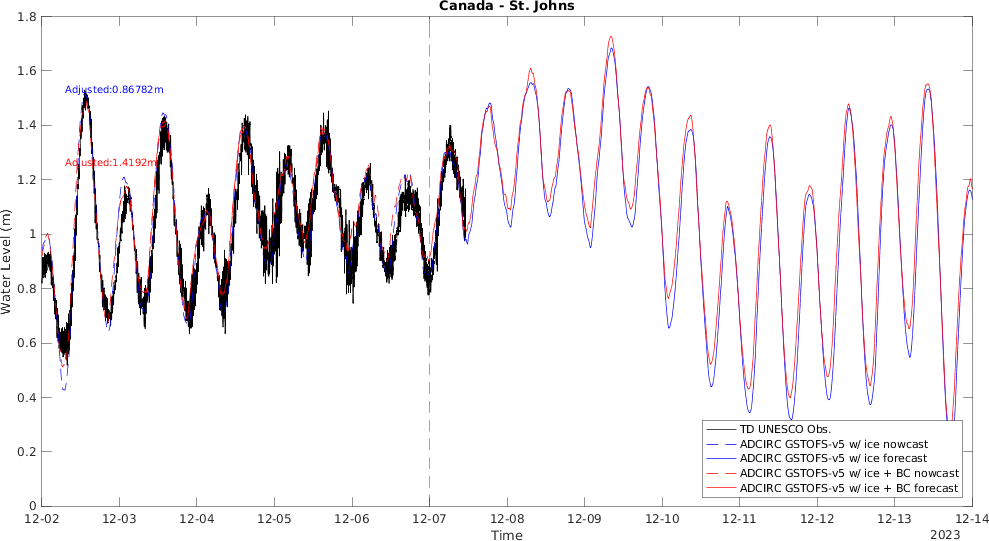 Canada - St. Johns
1.8
1.6
1.4
1.2
1
0.8
0.6
0.4
0.2
0
Water Level (m)
Adjusted:0.86782m
Adjusted:1.4192m
TD UNESCO Obs.
ADCIRC GSTOFS-v5 w/ ice nowcast
ADCIRC GSTOFS-v5 w/ ice forecast
ADCIRC GSTOFS-v5 w/ ice + BC nowcast
ADCIRC GSTOFS-v5 w/ ice + BC forecast
12-02 12-03 12-04 12-05 12-06 12-07 12-08 12-09 12-10 12-11 12-12 12-13 12-14
Time
2023